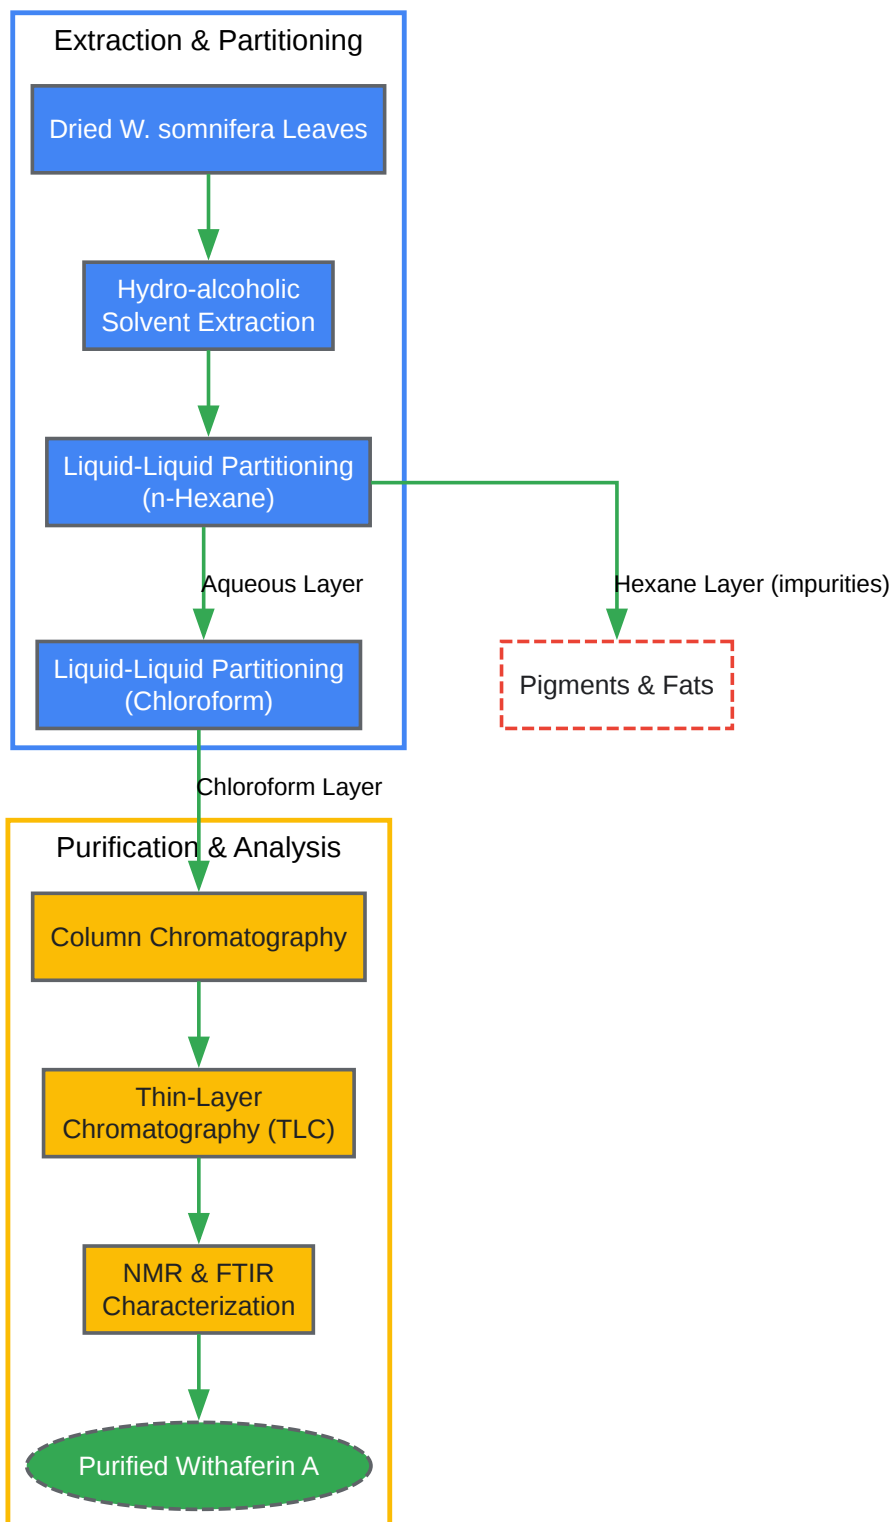 Extraction & Partitioning
Dried W. somnifera Leaves
Hydro-alcoholic
Solvent Extraction
Liquid-Liquid Partitioning
(n-Hexane)
Aqueous Layer
Hexane Layer (impurities)
Liquid-Liquid Partitioning
(Chloroform)
Pigments & Fats
Chloroform Layer
Purification & Analysis
Column Chromatography
Thin-Layer
Chromatography (TLC)
NMR & FTIR
Characterization
Purified Withaferin A